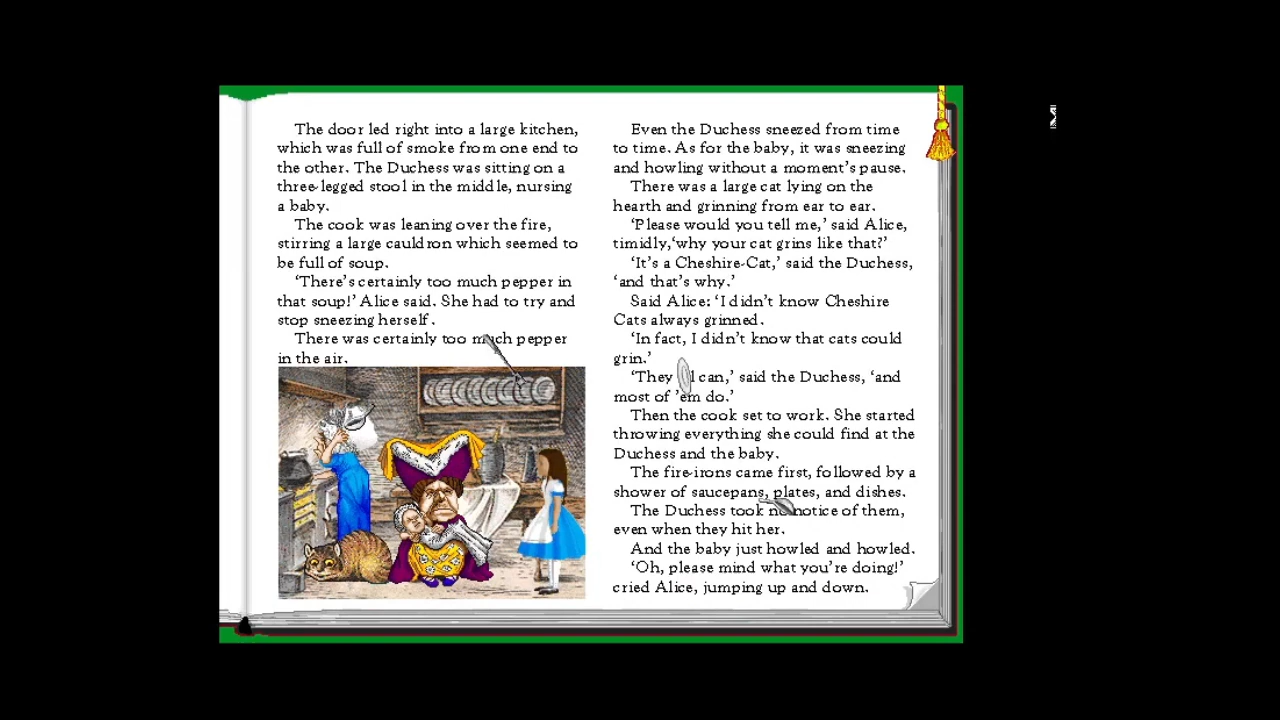 The door led right into a large kitchen,
which was full of smoke from one end to
the other. The Duchess was sitting on a
three-legged stool in the middle, nursing
a baby.
The cook was leaning over the fire,
stirring a large cauldron which seemed to
be full of soup.
‘There’s certainly too much pepper in
that soup!’ Alice said. She had to try and
stop sneezing herself.
There was certainly too much pepper
in the air.
Even the Duchess sneezed from time
to time. As for the baby, it was sneezing
and howling without a moment’s pause.
There was a large cat lying on the
hearth and grinning from ear to ear.
‘Please would you tell me,’ said Alice,
timidly,‘why your cat grins like that?’
‘It’s a Cheshire-Cat,’ said the Duchess,
‘and that’s why.’
Said Alice: ‘I didn’t know Cheshire
Cats always grinned.
‘In fact, I didn’t know that cats could
grin.’
‘They can,’ said the Duchess, ‘and
most of ’em do.’
Then the cook set to work. She started
throwing everything she could find at the
Duchess and the baby.
The fire-irons came first, followed by a
shower of saucepans, plates, and dishes.
The Duchess took no notice of them,
even when they hit her.
And the baby just howled and howled.
‘Oh, please mind what you’re doing!’
cried Alice, jumping up and down.